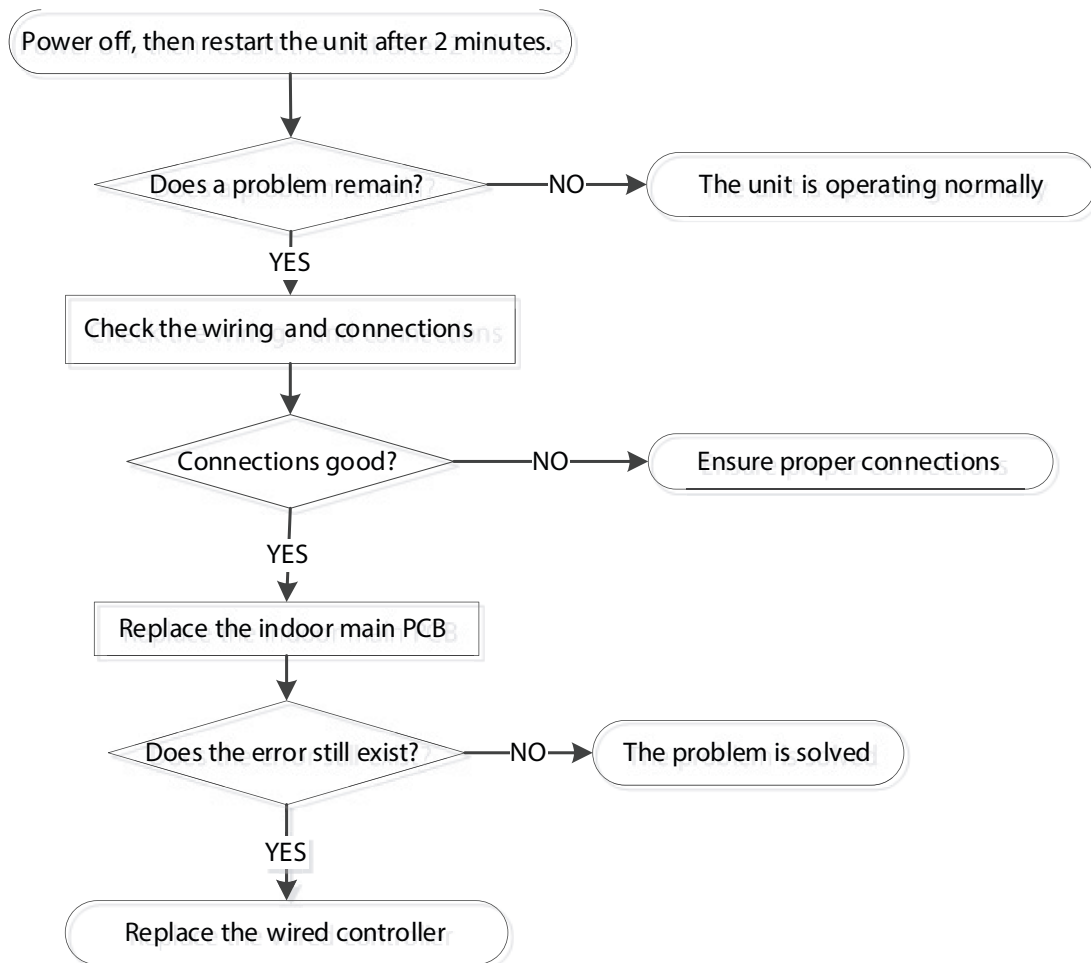 Power off, then restart the unit after 2 minutes.
Does a problem remain?
NO
The unit is operating normally
YES
Check the wiring and connections
Connections good?
NO
Ensure proper connections
YES
Replace the indoor main PCB
Does the error still exist?
NO
The problem is solved
YES
Replace the wired controller